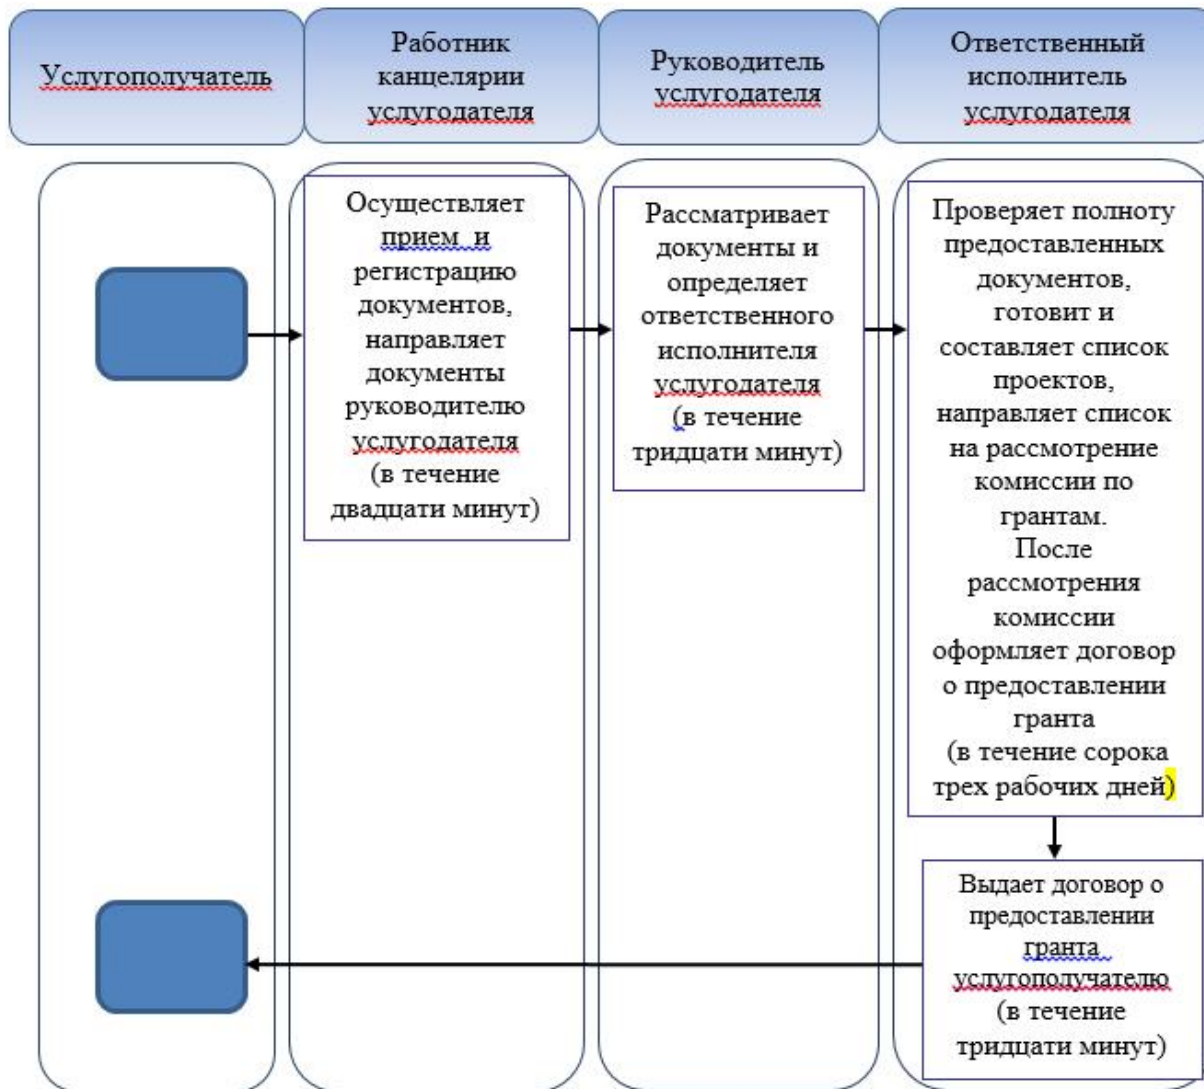 Услугополучатель
Работник
канцелярии
услугодателя
Руководитель
услугодателя
Ответственный
исполнитель
услугодателя
Осуществляет
прием и
регистрацию
документов,
направляет
документы
руководителю
услугодателя
(в течение
двадцати минут)
Рассматривает
документы и
определяет
ответственного
исполнителя
услугодателя
(в течение
тридцати минут)
Проверяет полноту
предоставленных
документов,
готовит и
составляет список
проектов,
направляет список
на рассмотрение
комиссии по
грантам.
После
рассмотрения
комиссии
оформляет договор
о предоставлении
гранта
(в течение сорока
трех рабочих дней)
Выдает договор о
предоставлении
гранта
услугополучателю
(в течение
тридцати минут)